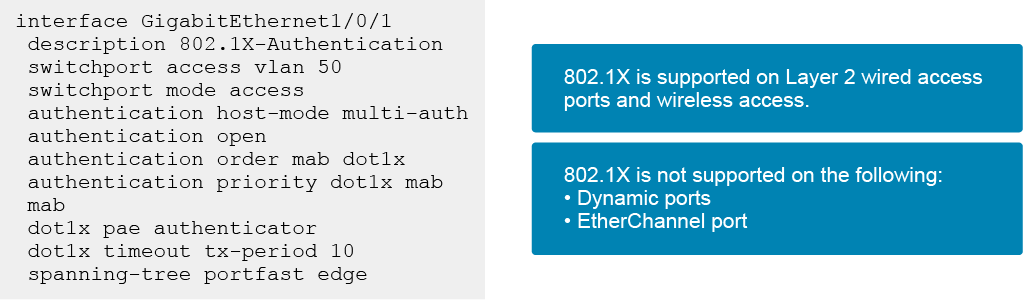 interface GigabitEthernet1/0/1
description 802.1X-Authentication
switchport access vlan 50
switchport mode access
authentication host-mode multi-auth
authentication open
authentication order mab dot1x
authentication priority dot1x mab
mab
dot1x pae authenticator
dot1x timeout tx-period 10
spanning-tree portfast edge
802.1X is supported on Layer 2 wired access
ports and wireless access.
802.1X is not supported on the following:
• Dynamic ports
• EtherChannel port